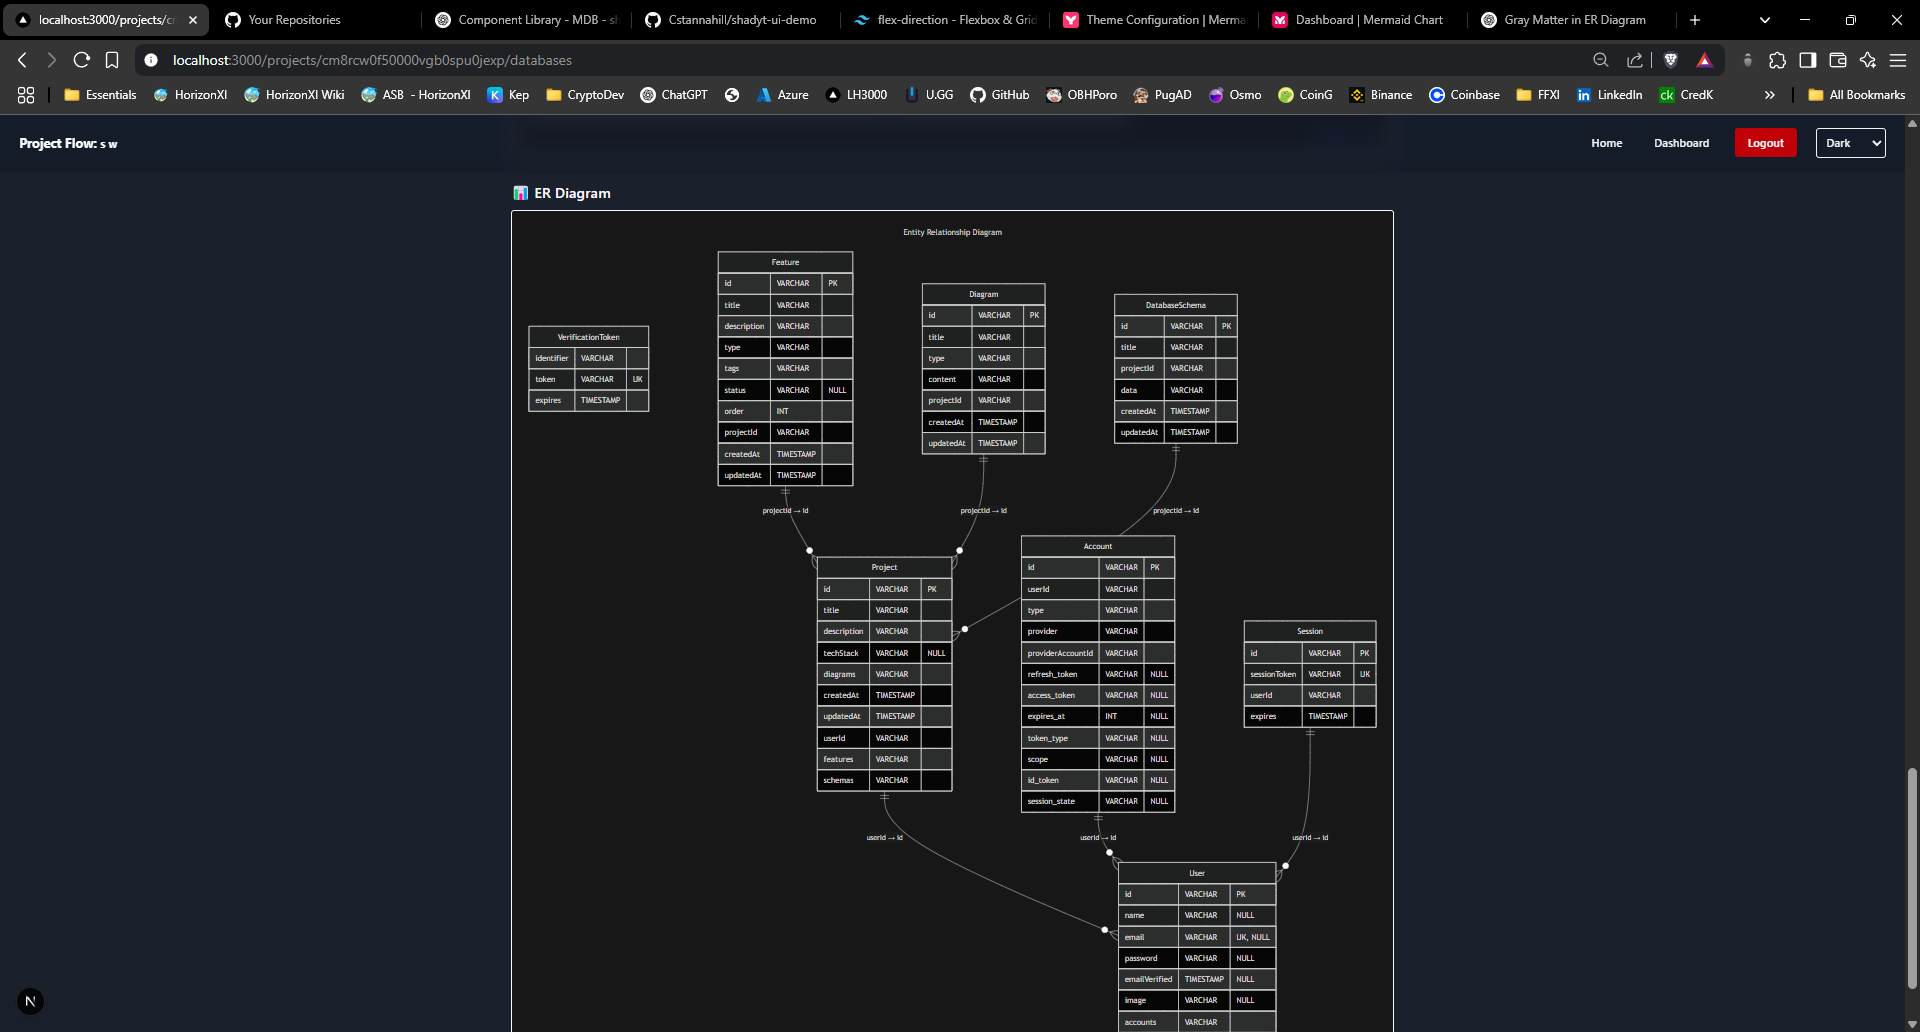 localhost:3000/projects/cn
Your Repositories
Component Library - MDB - sh
Cstannahill/shadyt-ui-demo
flex-direction - Flexbox & Grid
Theme Configuration | Merma
Dashboard | Mermaid Chart
Gray Matter in ER Diagram
localhost:3000/projects/cm8rcw0f50000vgb0spu0jexp/databases
Essentials
HorizonXI
HorizonXI Wiki
ASB - HorizonXI
Kep
CryptoDev
ChatGPT
Azure
LH3000
U.GG
GitHub
OBHPoro
PugAD
Osmo
CoinG
Binance
Coinbase
FFXI
LinkedIn
CredK
All Bookmarks
Project Flow: s w
Home
Dashboard
Logout
Dark
ER Diagram
Entity Relationship Diagram
Feature
id VARCHAR PK
title VARCHAR
description VARCHAR
type VARCHAR
tags VARCHAR
status VARCHAR NULL
order INT
projectId VARCHAR
createdAt TIMESTAMP
updatedAt TIMESTAMP
Diagram
id VARCHAR PK
title VARCHAR
type VARCHAR
content VARCHAR
projectId VARCHAR
createdAt TIMESTAMP
updatedAt TIMESTAMP
DatabaseSchema
id VARCHAR PK
title VARCHAR
projectId VARCHAR
data VARCHAR
createdAt TIMESTAMP
updatedAt TIMESTAMP
VerificationToken
identifier VARCHAR
token VARCHAR UK
expires TIMESTAMP
projectId → id
projectId → id
projectId → id
Project
id VARCHAR PK
title VARCHAR
description VARCHAR
techStack VARCHAR NULL
diagrams VARCHAR
createdAt TIMESTAMP
updatedAt TIMESTAMP
userId VARCHAR
features VARCHAR
schemas VARCHAR
Account
id VARCHAR PK
userId VARCHAR
type VARCHAR
provider VARCHAR
providerAccountId VARCHAR
refresh_token VARCHAR NULL
access_token VARCHAR NULL
expires_at INT NULL
token_type VARCHAR NULL
scope VARCHAR NULL
id_token VARCHAR NULL
session_state VARCHAR NULL
Session
id VARCHAR PK
sessionToken VARCHAR UK
userId VARCHAR
expires TIMESTAMP
userId → id
userId → id
userId → id
User
id VARCHAR PK
name VARCHAR NULL
email VARCHAR UK, NULL
password VARCHAR NULL
emailVerified TIMESTAMP NULL
image VARCHAR NULL
accounts VARCHAR
N